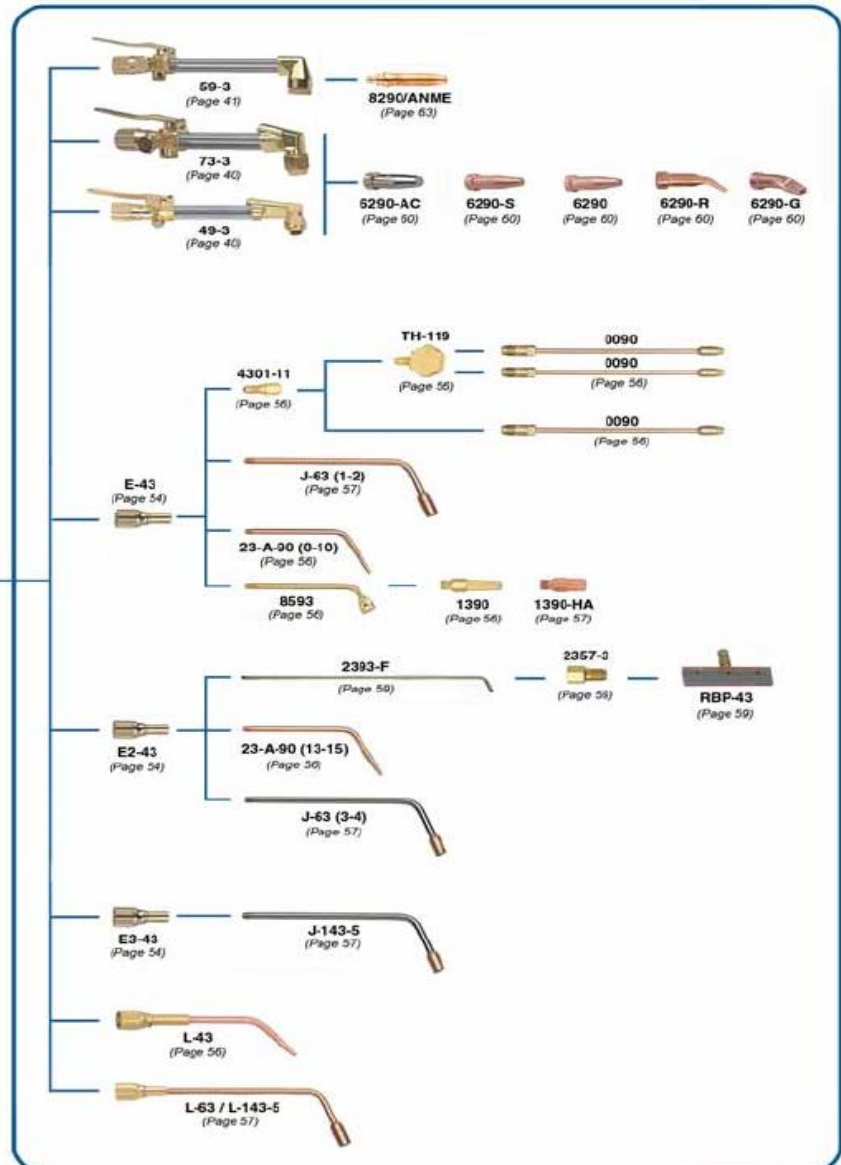 59-3
(Page 41)
8290/ANME
(Page 63)
73-3
(Page 40)
49-3
(Page 40)
6290-AC
(Page 60)
6290-S
(Page 60)
6290
(Page 60)
6290-R
(Page 60)
6290-G
(Page 60)
TH-119
(Page 56)
0090
0090
(Page 56)
4301-I1
(Page 56)
0090
(Page 56)
E-43
(Page 54)
J-63 (1-2)
(Page 57)
23-A-90 (0-10)
(Page 56)
8593
(Page 56)
1390
(Page 56)
1390-HA
(Page 57)
2393-F
(Page 59)
2357-3
(Page 59)
RBP-43
(Page 59)
E2-43
(Page 54)
23-A-90 (13-15)
(Page 56)
J-63 (3-4)
(Page 57)
E3-43
(Page 54)
J-143-5
(Page 57)
L-43
(Page 56)
L-63 / L-143-5
(Page 57)